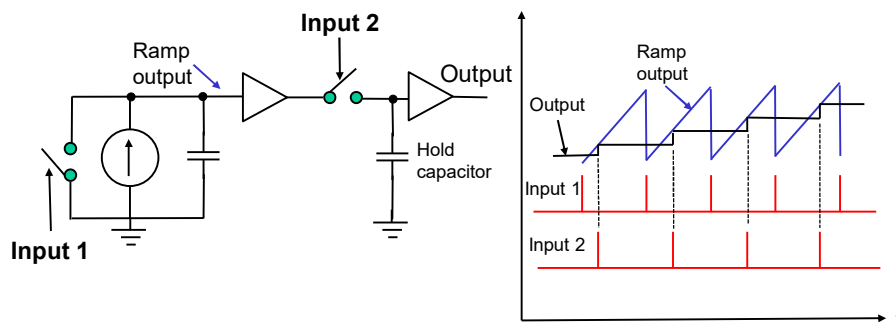 Input 2
Ramp
output
Output
Hold
capacitor
Input 1
Ramp
output
Output
Input 1
Input 2